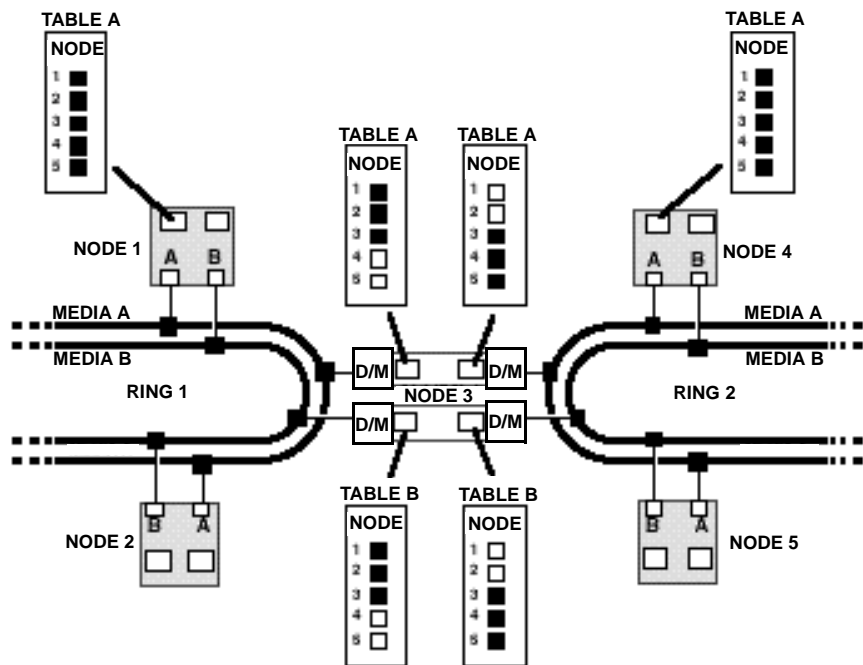 TABLE A
NODE
1
2
3
4
5
TABLE A
NODE
1
2
3
4
5
TABLE A
NODE
1
2
3
4
5
TABLE A
NODE
1
2
3
4
5
NODE 1
A B
NODE 4
A B
MEDIA A
MEDIA B
MEDIA A
MEDIA B
RING 1
D/M
D/M
NODE 3
D/M
D/M
RING 2
NODE 2
B A
NODE 5
B A
TABLE B
NODE
1
2
3
4
5
TABLE B
NODE
1
2
3
4
5